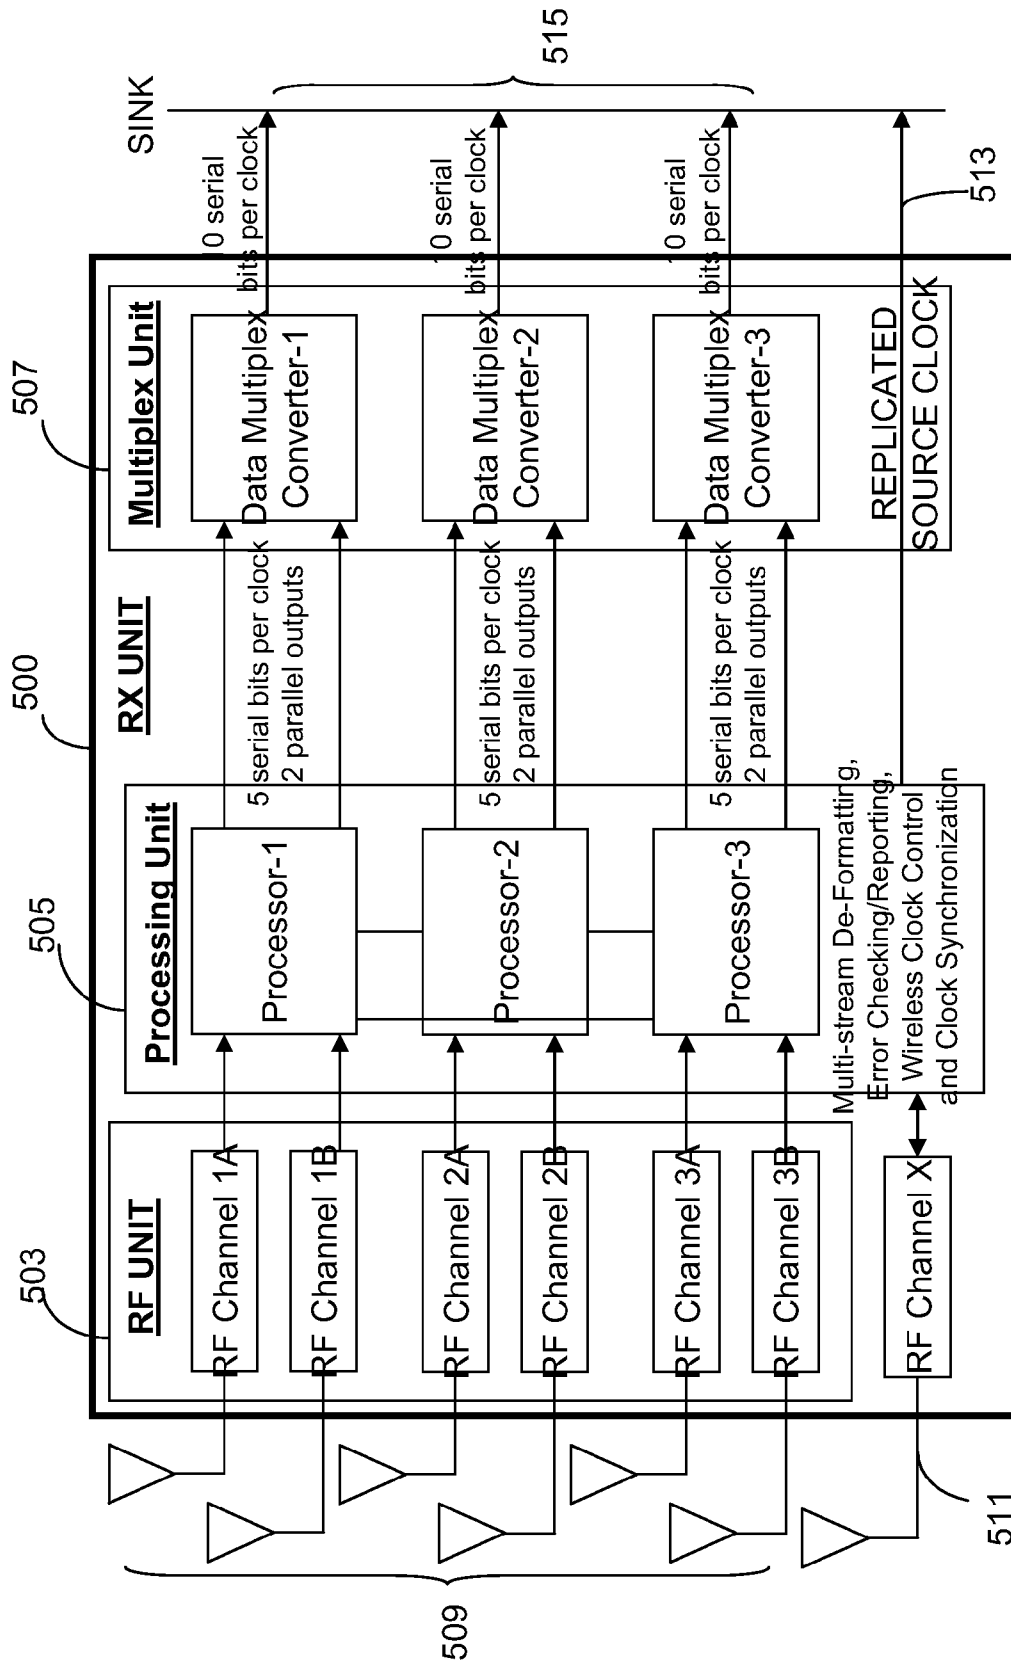 500
RX UNIT
503
RF UNIT
RF Channel 1A
RF Channel 1B
RF Channel 2A
RF Channel 2B
RF Channel 3A
RF Channel 3B
RF Channel X
509
511
505
Processing Unit
Processor-1
Processor-2
Processor-3
Multi-stream De-Formatting,
Error Checking/Reporting,
Wireless Clock Control
and Clock Synchronization
5 serial bits per clock
2 parallel outputs
5 serial bits per clock
2 parallel outputs
5 serial bits per clock
2 parallel outputs
507
Multiplex Unit
Data Multiplex
Converter-1
Data Multiplex
Converter-2
Data Multiplex
Converter-3
REPLICATED
SOURCE CLOCK
10 serial
bits per clock
10 serial
bits per clock
10 serial
bits per clock
SINK
515
513